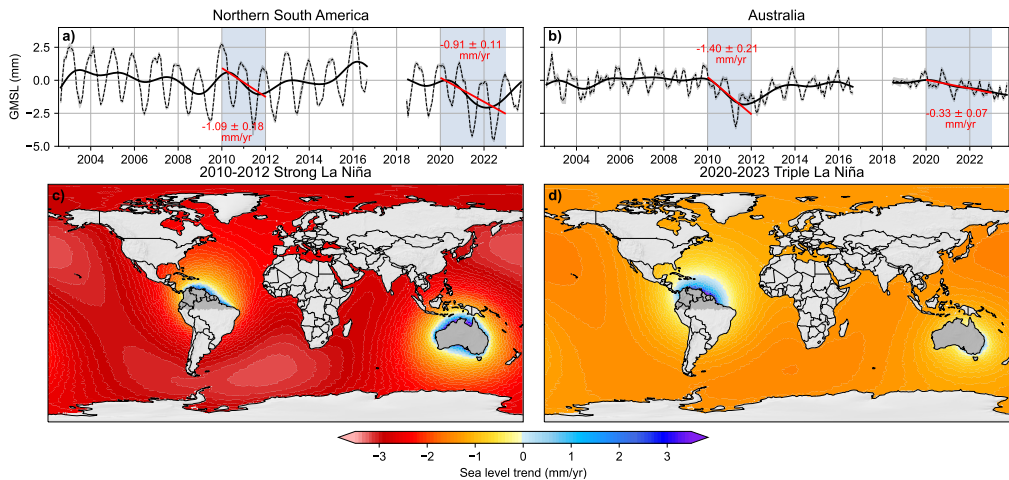 Northern South America
Australia
a)
b)
GMSL (mm)
2.5
0.0
−2.5
−5.0
-1.09 ± 0.18
mm/yr
-0.91 ± 0.11
mm/yr
-1.40 ± 0.21
mm/yr
-0.33 ± 0.07
mm/yr
2004 2006 2008 2010 2012 2014 2016 2018 2020 2022
2004 2006 2008 2010 2012 2014 2016 2018 2020 2022
2010-2012 Strong La Niña
2020-2023 Triple La Niña
c)
d)
−3 −2 −1 0 1 2 3
Sea level trend (mm/yr)